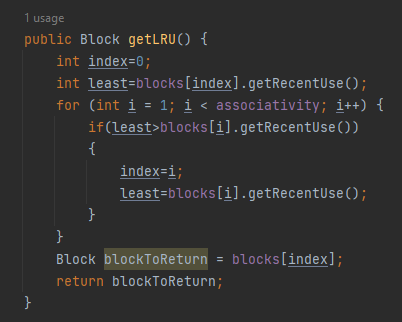 1 usage
public Block getLRU() {
    int index=0;
    int least=blocks[index].getRecentUse();
    for (int i = 1; i < associativity; i++) {
        if(least>blocks[i].getRecentUse())
        {
            index=i;
            least=blocks[i].getRecentUse();
        }
    }
    Block blockToReturn = blocks[index];
    return blockToReturn;
}